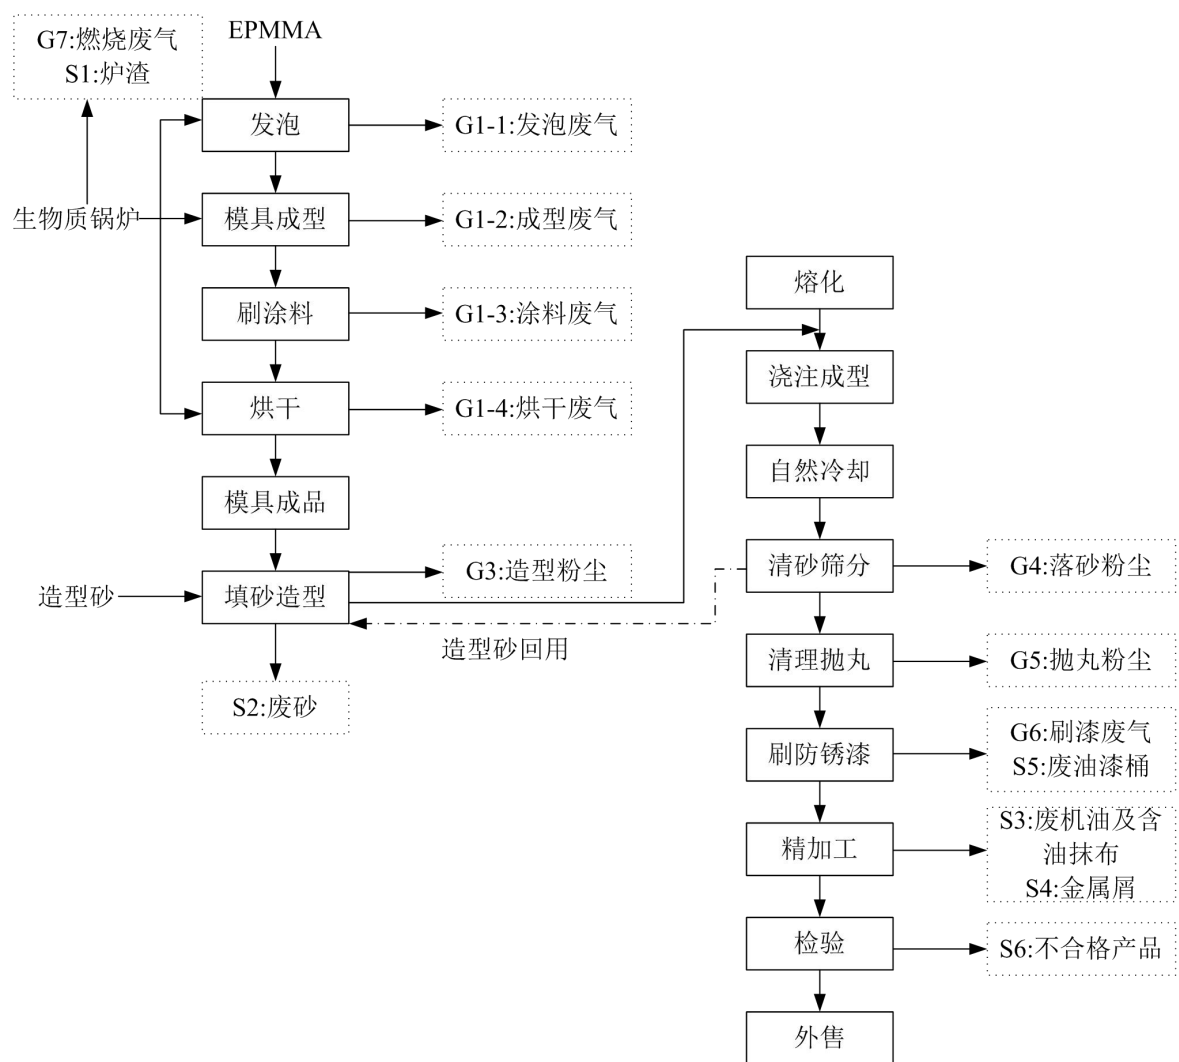 G7:燃烧废气
S1:炉渣
EPMMA
发泡
G1-1:发泡废气
生物质锅炉
模具成型
G1-2:成型废气
刷涂料
G1-3:涂料废气
烘干
G1-4:烘干废气
模具成品
造型砂
填砂造型
G3:造型粉尘
造型砂回用
S2:废砂
熔化
浇注成型
自然冷却
清砂筛分
G4:落砂粉尘
清理抛丸
G5:抛丸粉尘
刷防锈漆
G6:刷漆废气
S5:废油漆桶
精加工
S3:废机油及含
油抹布
S4:金属屑
检验
S6:不合格产品
外售